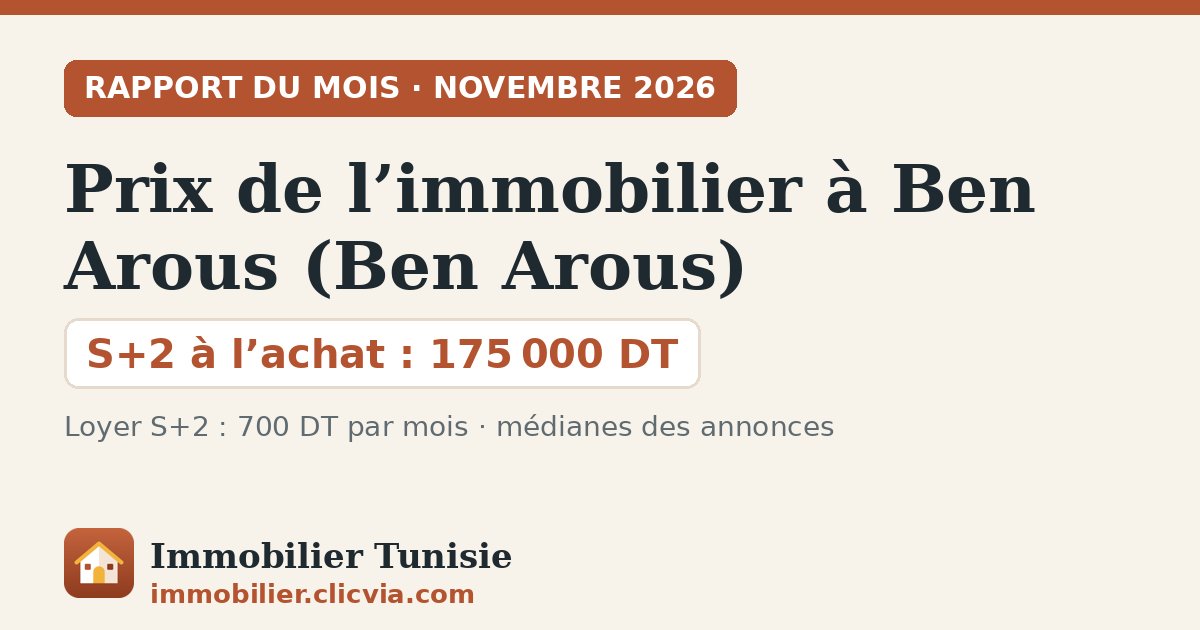 RAPPORT DU MOIS · NOVEMBRE 2026
Prix de l’immobilier à Ben
Arous (Ben Arous)
S+2 à l’achat : 175 000 DT
Loyer S+2 : 700 DT par mois · médianes des annonces
Immobilier Tunisie
immobilier.clicvia.com